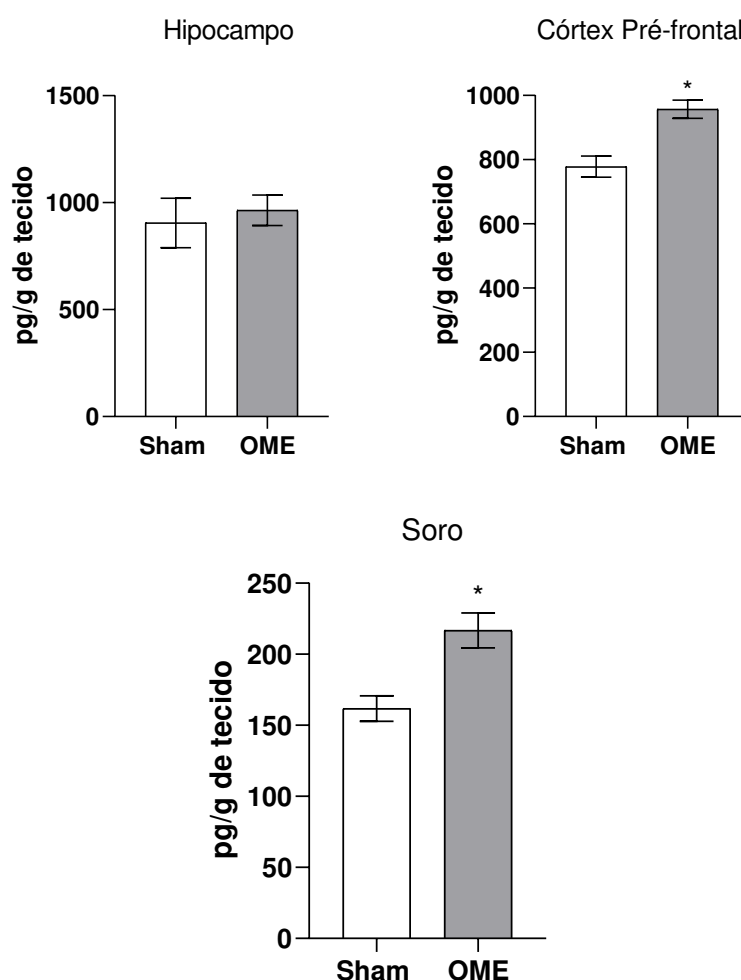 Hipocampo
1500
1000
500
0
pg/g de tecido
Sham OME
Córtex Pré-frontal
1000
800
600
400
200
0
pg/g de tecido
*
Sham OME
Soro
250
200
150
100
50
0
pg/g de tecido
*
Sham OME